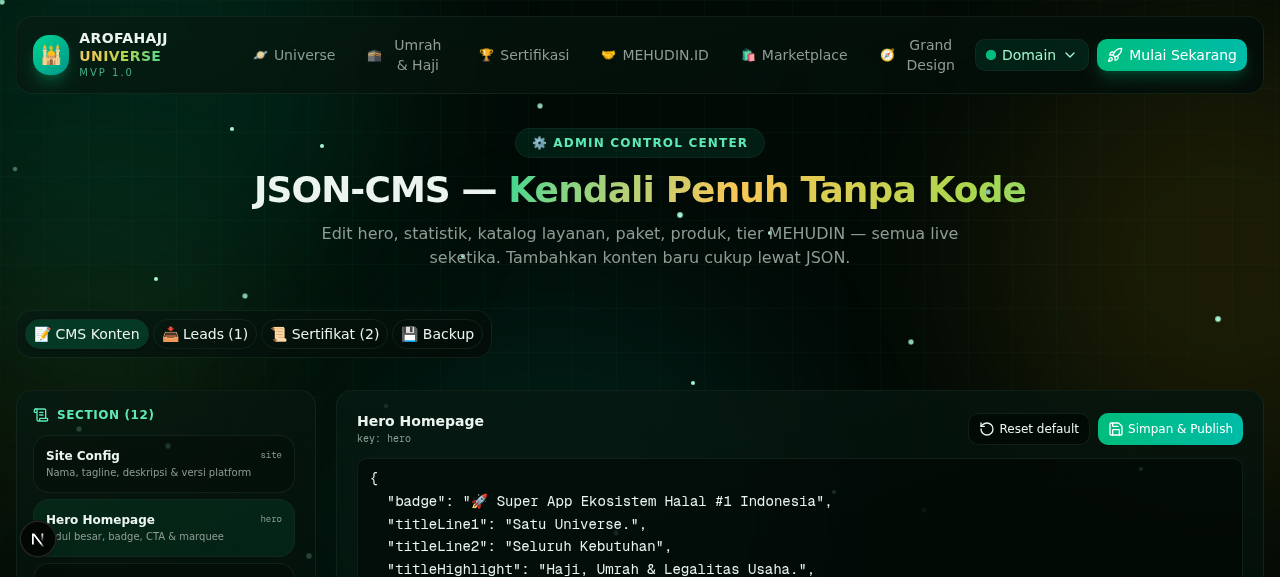 AROFAHAJJ
UNIVERSE
MVP 1.0
🪐 Universe
🕋 Umrah
& Haji
🏆 Sertifikasi
🤝 MEHUDIN.ID
🛍️ Marketplace
🧭 Grand
Design
Domain
Mulai Sekarang
⚙️ ADMIN CONTROL CENTER
JSON-CMS — Kendali Penuh Tanpa Kode
Edit hero, statistik, katalog layanan, paket, produk, tier MEHUDIN — semua live
seketika. Tambahkan konten baru cukup lewat JSON.
📝 CMS Konten
📥 Leads (1)
📜 Sertifikat (2)
💾 Backup
SECTION (12)
Site Config site
Nama, tagline, deskripsi & versi platform
Hero Homepage hero
besar, badge, CTA & marquee
Hero Homepage
key: hero
Reset default
Simpan & Publish
{
"badge": "🚀 Super App Ekosistem Halal #1 Indonesia",
"titleLine1": "Satu Universe.",
"titleLine2": "Seluruh Kebutuhan",
"titleHighlight": "Haji, Umrah & Legalitas Usaha.",